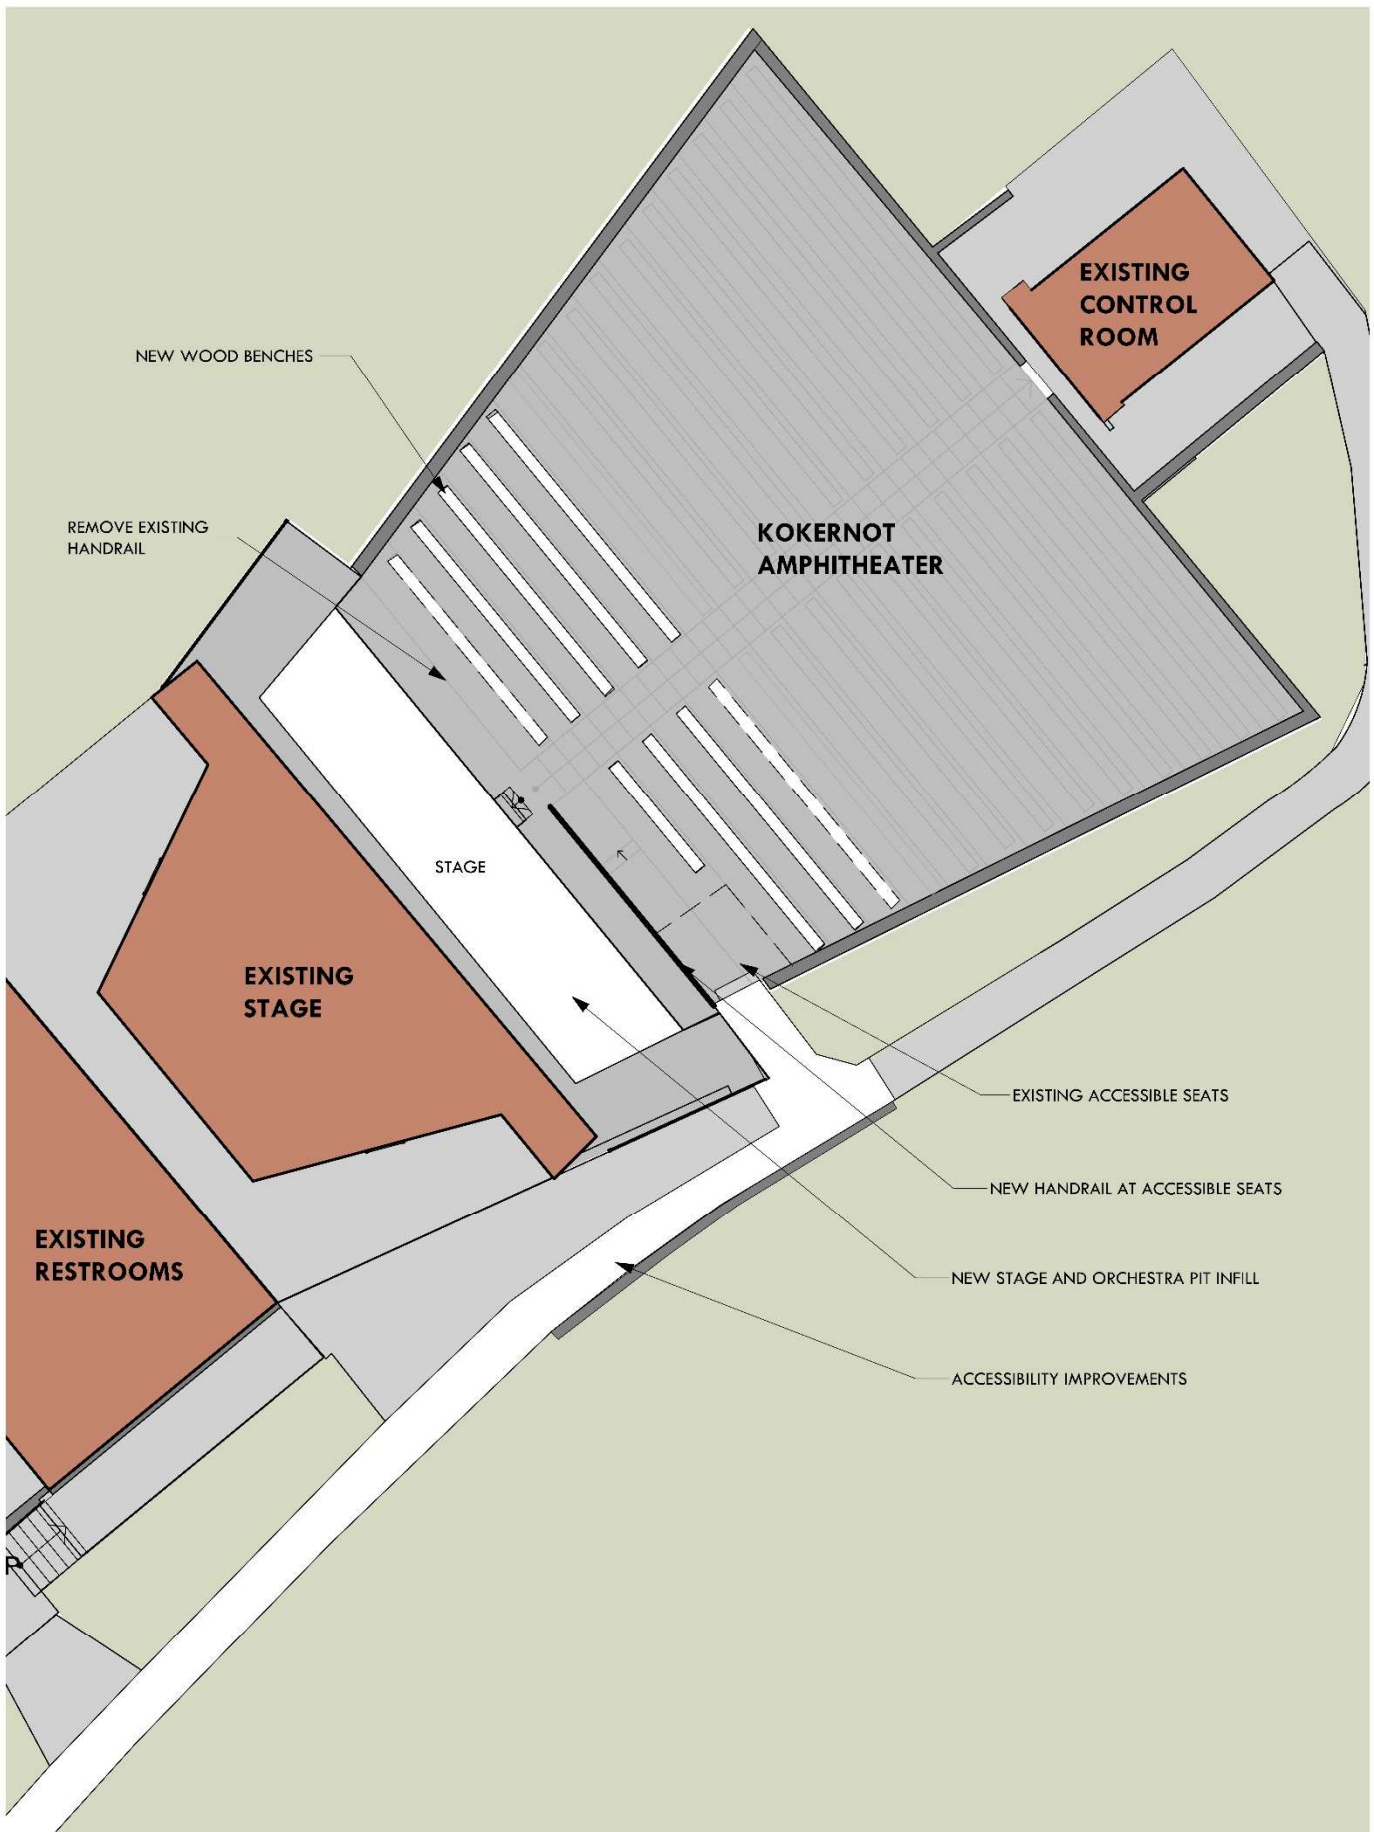 EXISTING
CONTROL
ROOM
NEW WOOD BENCHES
REMOVE EXISTING
HANDRAIL
KOKERNOT
AMPHITHEATER
STAGE
EXISTING
STAGE
EXISTING ACCESSIBLE SEATS
NEW HANDRAIL AT ACCESSIBLE SEATS
EXISTING
RESTROOMS
NEW STAGE AND ORCHESTRA PIT INFILL
ACCESSIBILITY IMPROVEMENTS